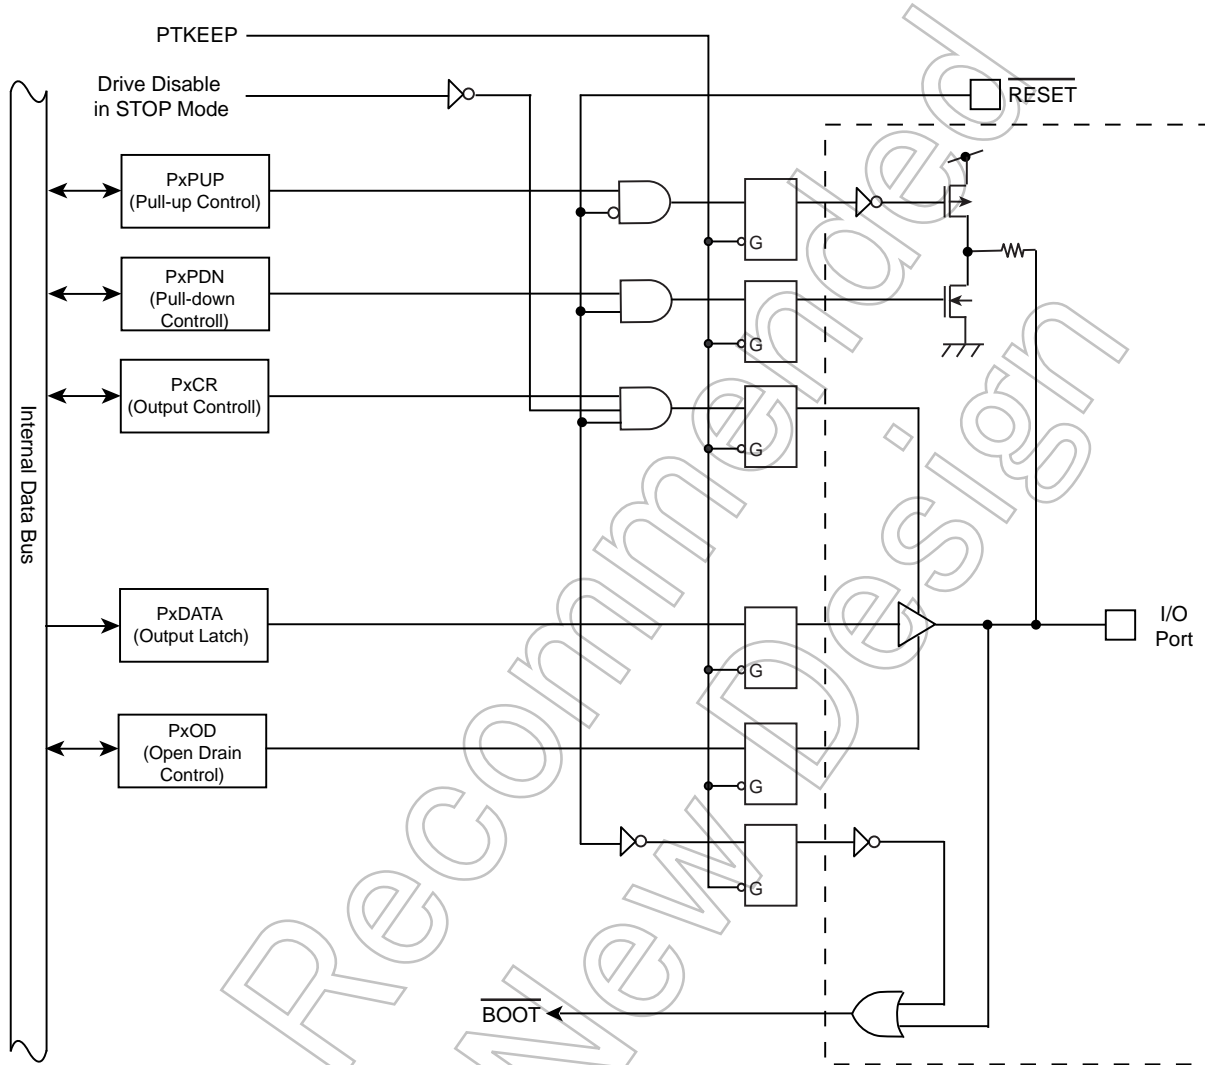 PTKEEP
Drive Disable
in STOP Mode
RESET
PxPUP
(Pull-up Control)
G
PxPDN
(Pull-down
Controll)
G
PxCR
(Output Controll)
G
Internal Data Bus
PxDATA
(Output Latch)
G
I/O
Port
PxOD
(Open Drain
Control)
G
G
BOOT
Recommended
New Design